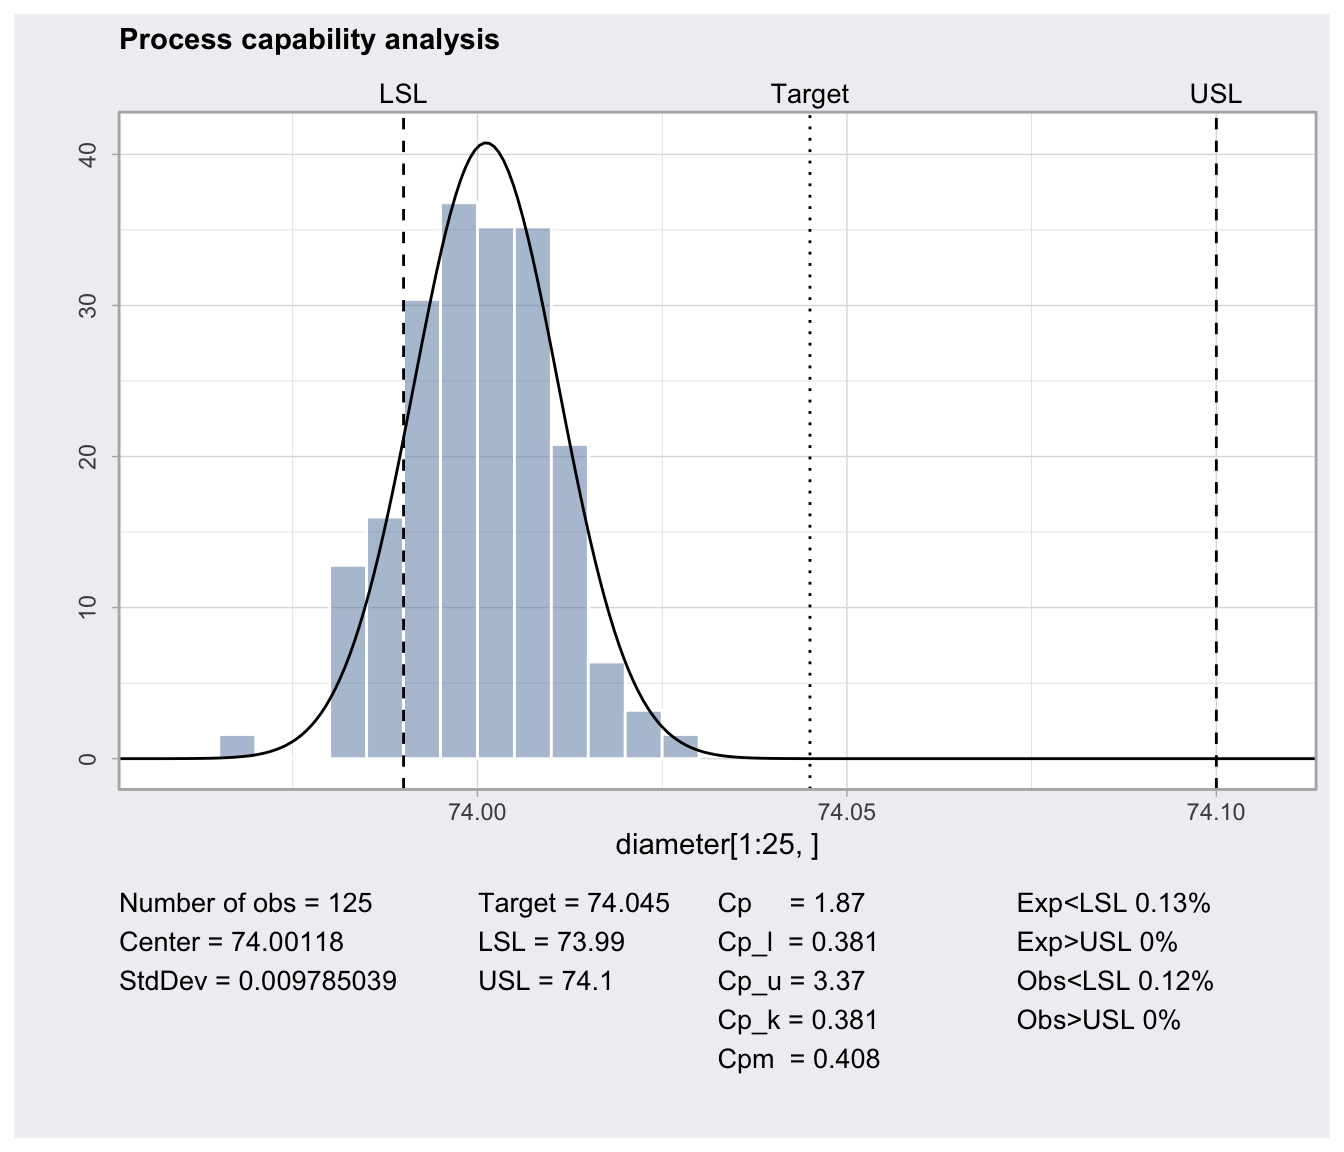 Process capability analysis
LSL Target USL
40
30
20
10
0
74.00 74.05 74.10
diameter[1:25, ]
Number of obs = 125 Target = 74.045 Cp = 1.87 Exp<LSL 0.13%
Center = 74.00118 LSL = 73.99 Cp_l = 0.381 Exp>USL 0%
StdDev = 0.009785039 USL = 74.1 Cp_u = 3.37 Obs<LSL 0.12%
Cp_k = 0.381 Obs>USL 0%
Cpm = 0.408